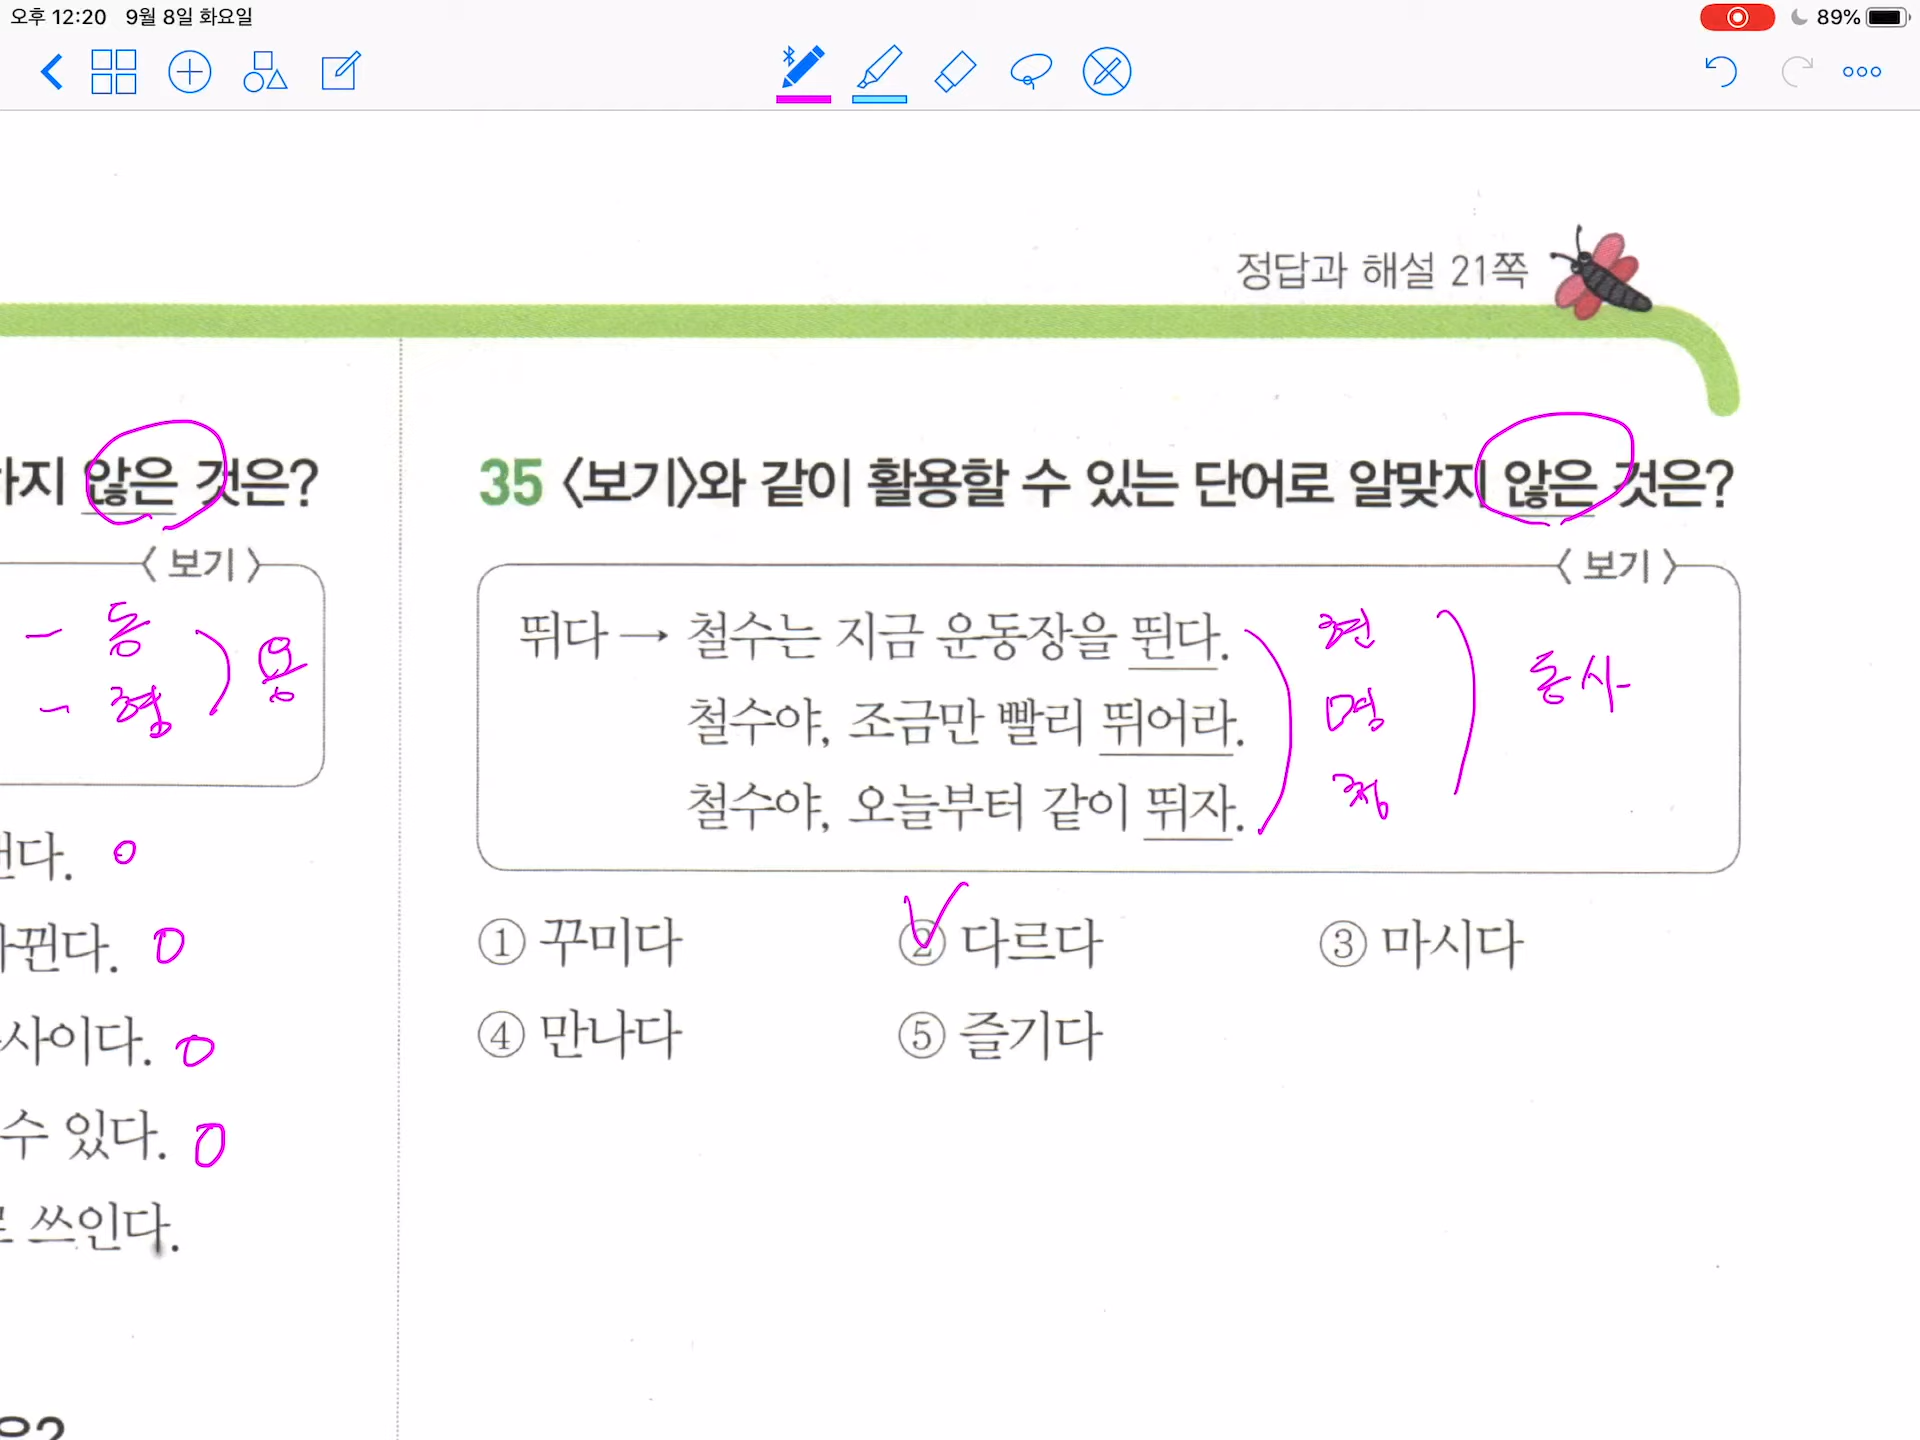 오후 12:20 9월 8일 화요일
89%
정답과 해설 21쪽
하지 않은 것은?
〈보기〉
- 동
- 형
용
다. o
바뀐다. o
사이다. o
수 있다. o
로 쓰인다.
35 〈보기〉와 같이 활용할 수 있는 단어로 알맞지 않은 것은?
〈보기〉
뛰다 → 철수는 지금 운동장을 뛴다. 현
철수야, 조금만 빨리 뛰어라. 명
철수야, 오늘부터 같이 뛰자. 청
동사
① 꾸미다 ② 다르다 ③ 마시다
④ 만나다 ⑤ 즐기다